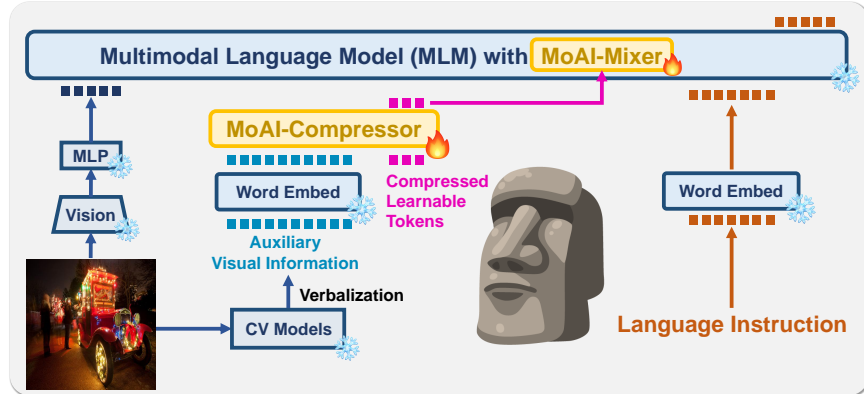 Multimodal Language Model (MLM) with MoAI-Mixer
MoAI-Compressor
MLP
Word Embed
Compressed
Learnable
Tokens
Word Embed
Vision
Auxiliary
Visual Information
Verbalization
CV Models
Language Instruction